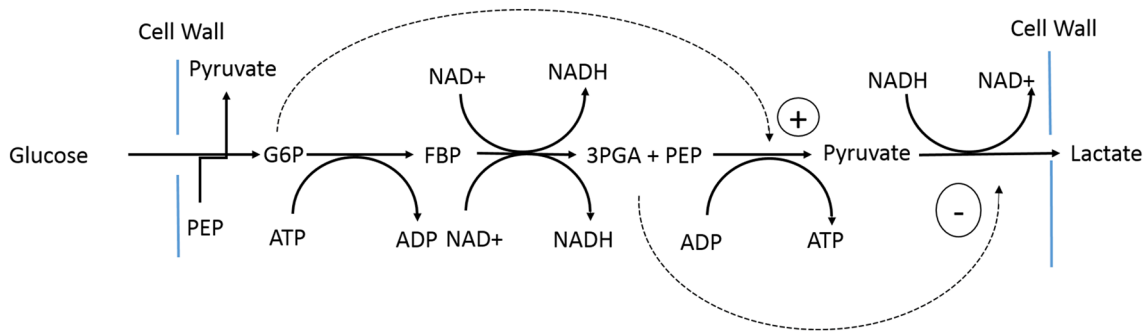 Cell Wall
Cell Wall
Pyruvate
NAD+
NADH
NADH
NAD+
+
Glucose
G6P
FBP
3PGA + PEP
Pyruvate
Lactate
-
PEP
ATP
ADP
NAD+
NADH
ADP
ATP